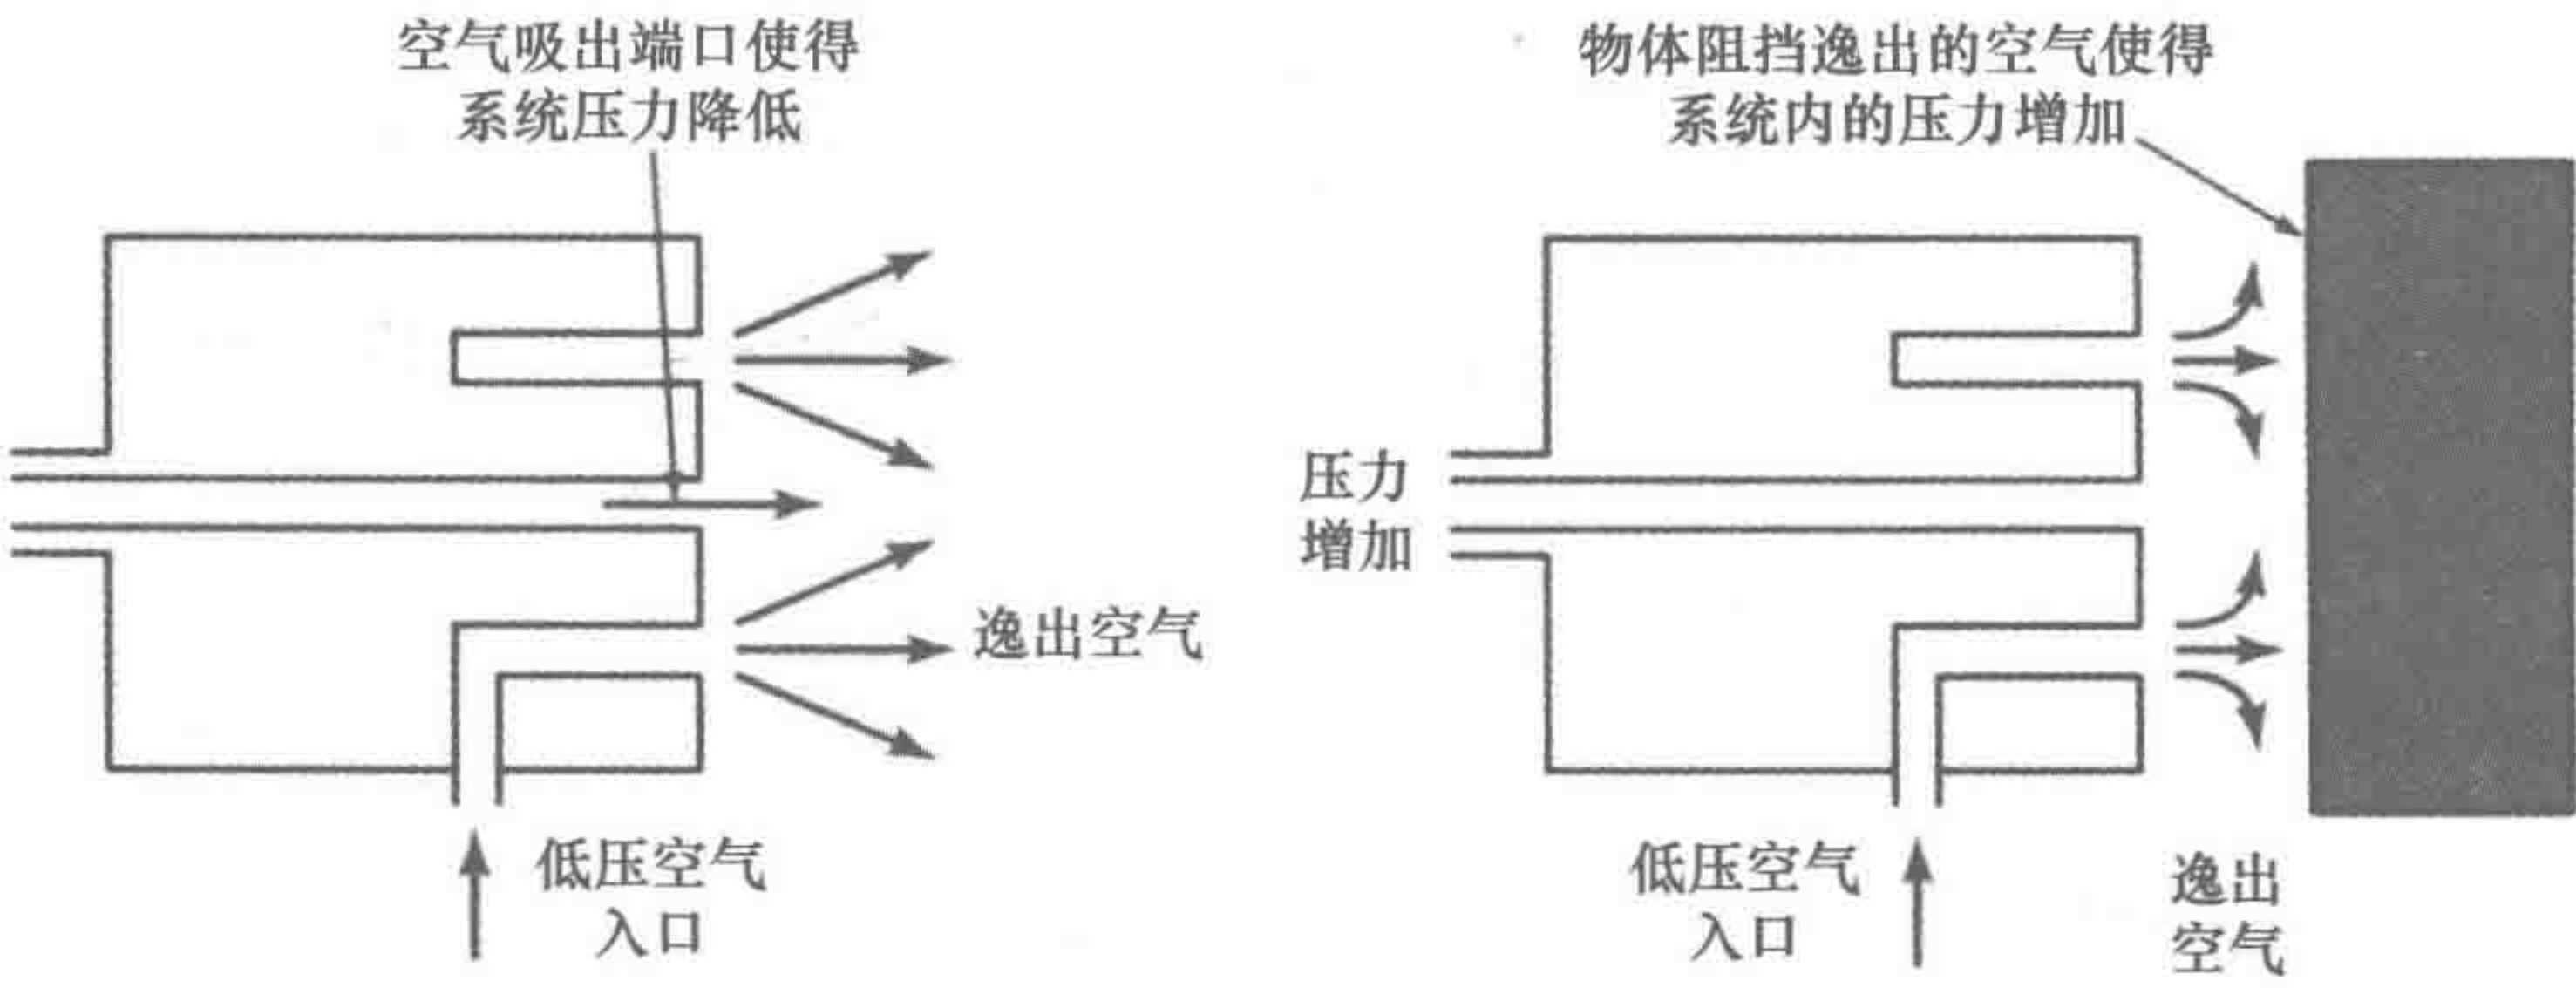 空气吸出端口使得
系统压力降低
逸出空气
低压空气
入口
物体阻挡逸出的空气使得
系统内的压力增加
压力
增加
低压空气
入口
逸出
空气